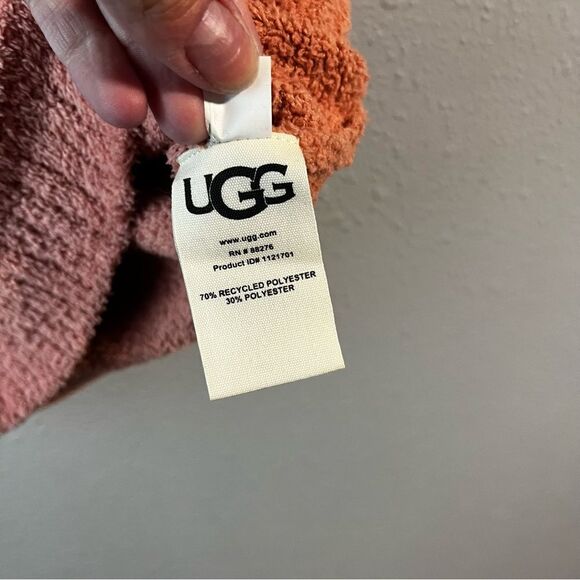 UGG
www.ugg.com
RN # 88276
Product ID# 1121701
70% RECYCLED POLYESTER
30% POLYESTER